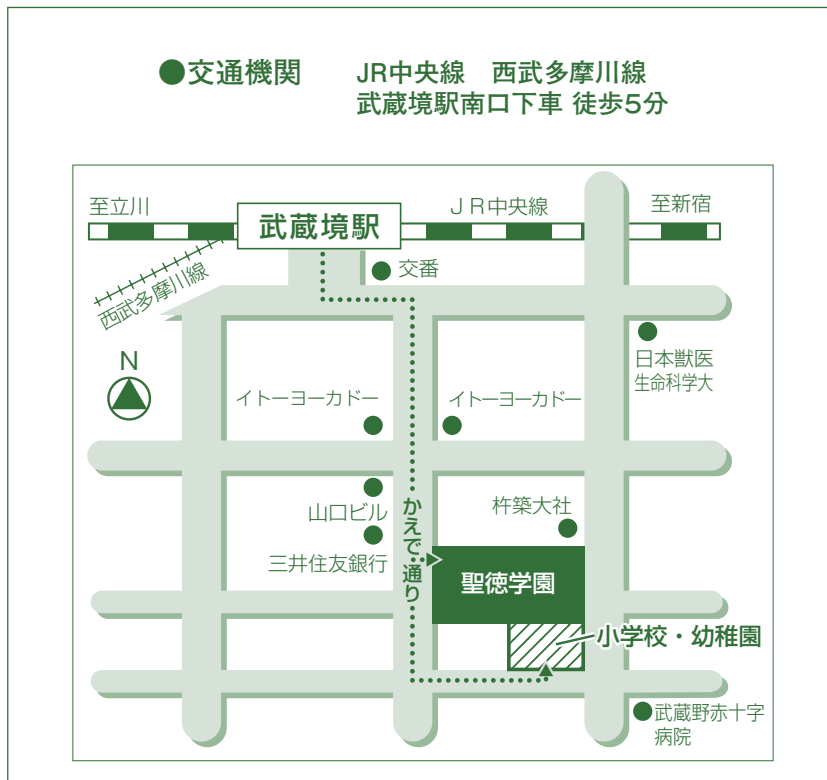 ●交通機関 JR中央線 西武多摩川線
武蔵境駅南口下車 徒歩5分
至立川
武蔵境駅
JR中央線
至新宿
西武多摩川線
交番
N
日本獣医
生命科学大
イトーヨーカドー
イトーヨーカドー
山口ビル
かえで通り
杵築大社
三井住友銀行
聖徳学園
小学校・幼稚園
武蔵野赤十字
病院